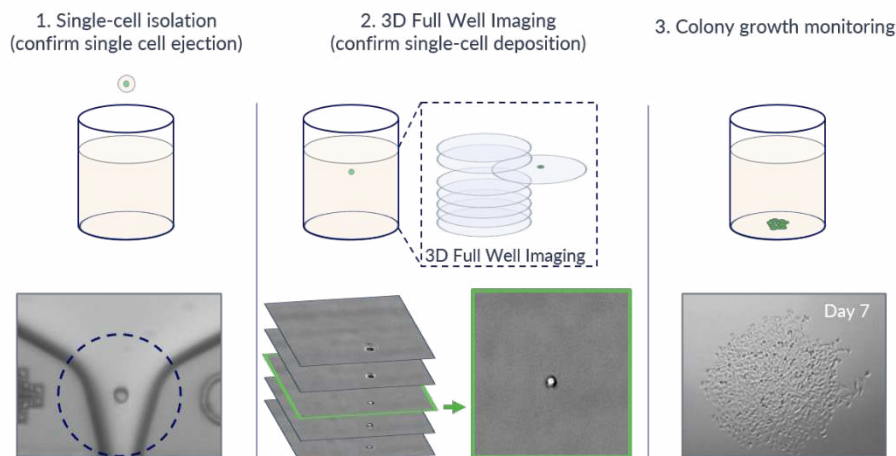 1. Single-cell isolation
(confirm single cell ejection)
2. 3D Full Well Imaging
(confirm single-cell deposition)
3. Colony growth monitoring
3D Full Well Imaging
Day 7